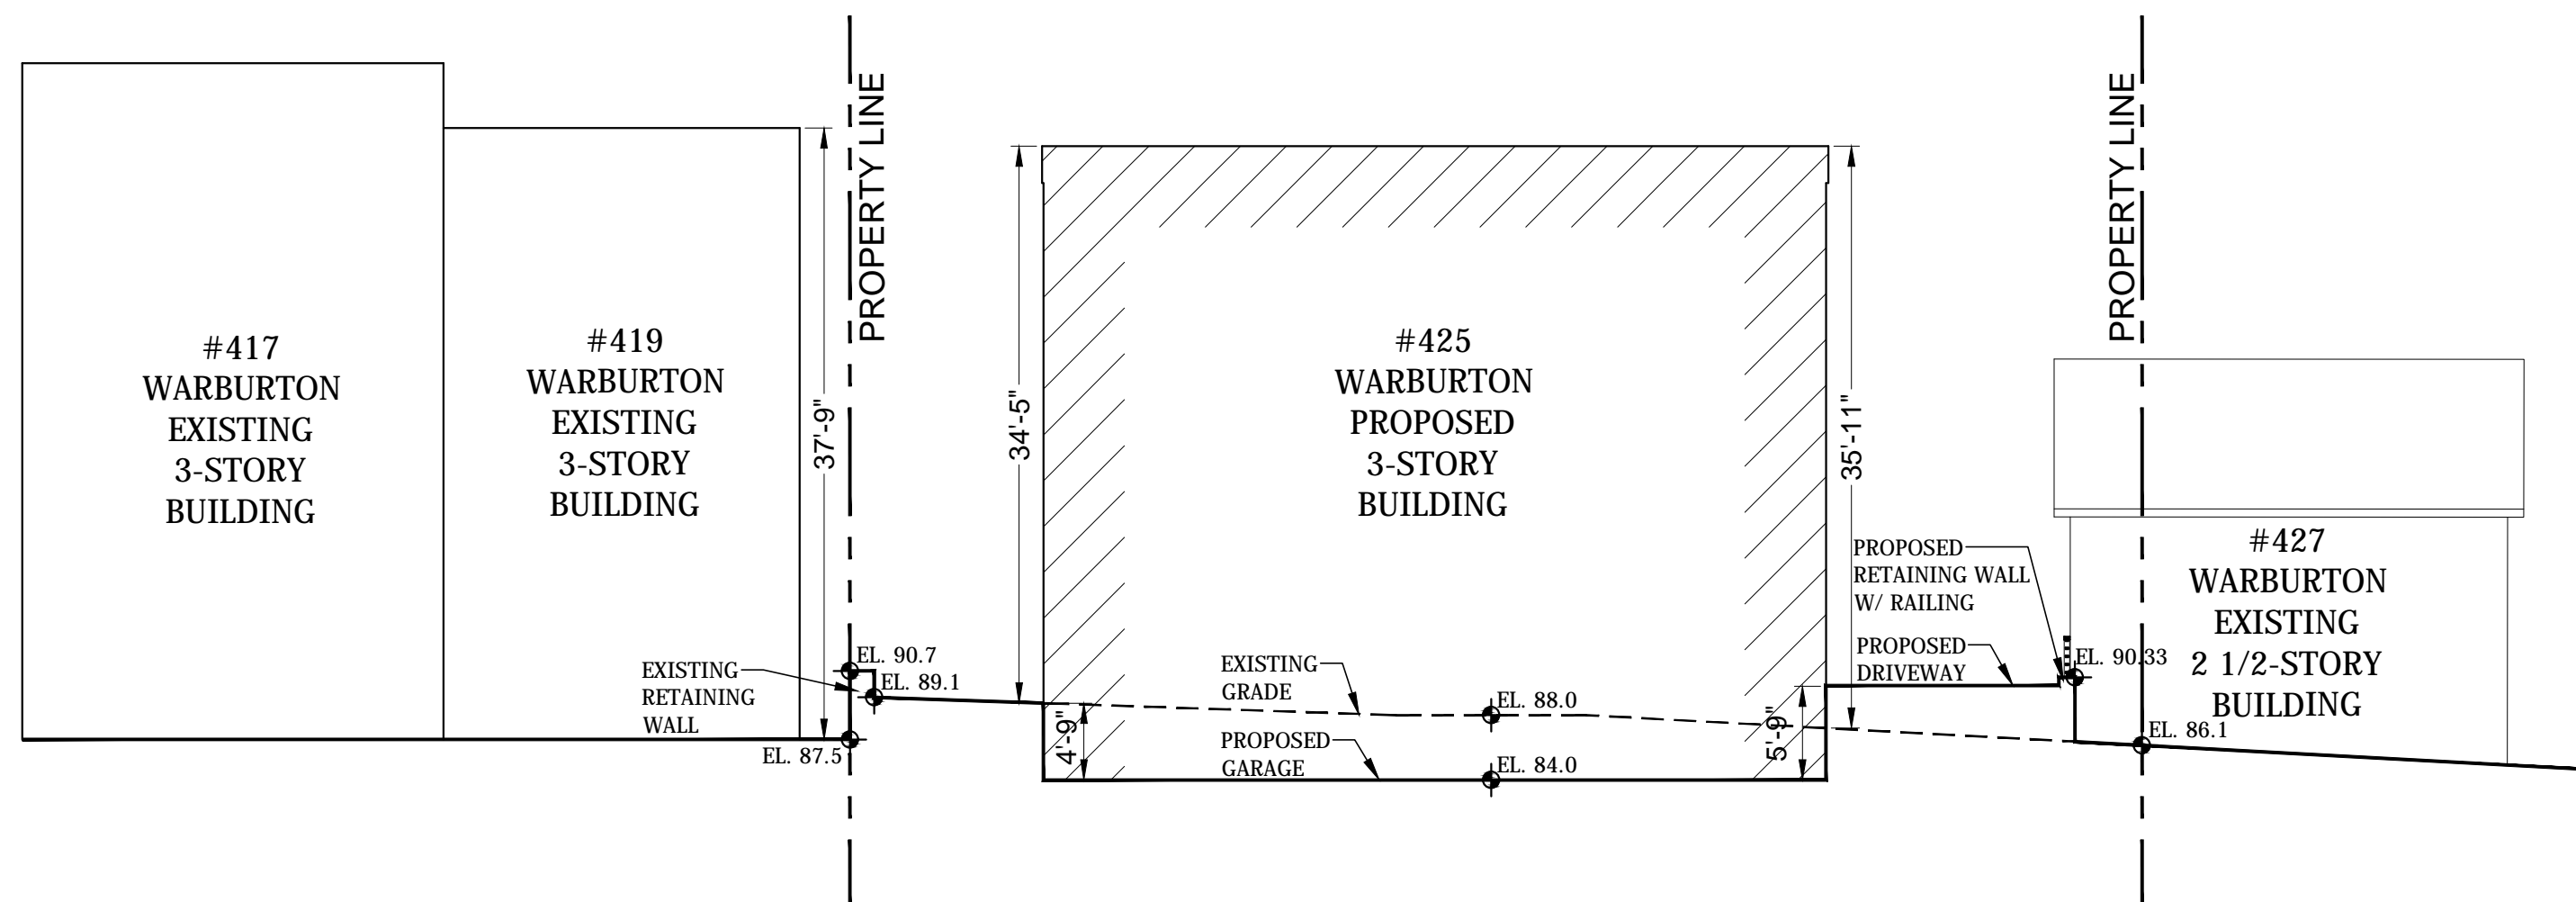 PROPERTY LINE
PROPERTY LINE
#417
WARBURTON
EXISTING
3-STORY
BUILDING
#419
WARBURTON
EXISTING
3-STORY
BUILDING
37'-9"
34'-5"
#425
WARBURTON
PROPOSED
3-STORY
BUILDING
35'-11"
#427
WARBURTON
EXISTING
2 1/2-STORY
BUILDING
PROPOSED
RETAINING WALL
W/ RAILING
PROPOSED
DRIVEWAY
EL. 90.33
EL. 86.1
EXISTING
RETAINING
WALL
EL. 90.7
EL. 89.1
EL. 87.5
4'-9"
EXISTING
GRADE
EL. 88.0
PROPOSED
GARAGE
EL. 84.0
5'-9"